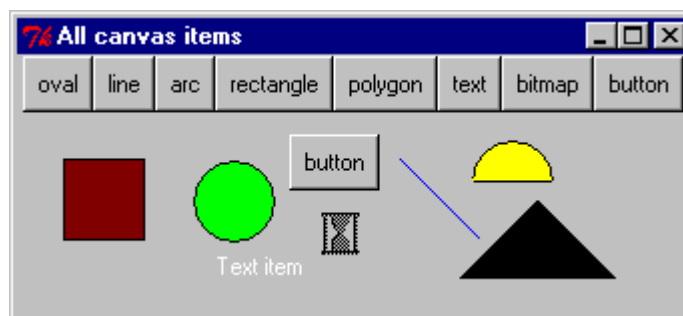 All canvas items
oval line arc rectangle polygon text bitmap button
button
Text item